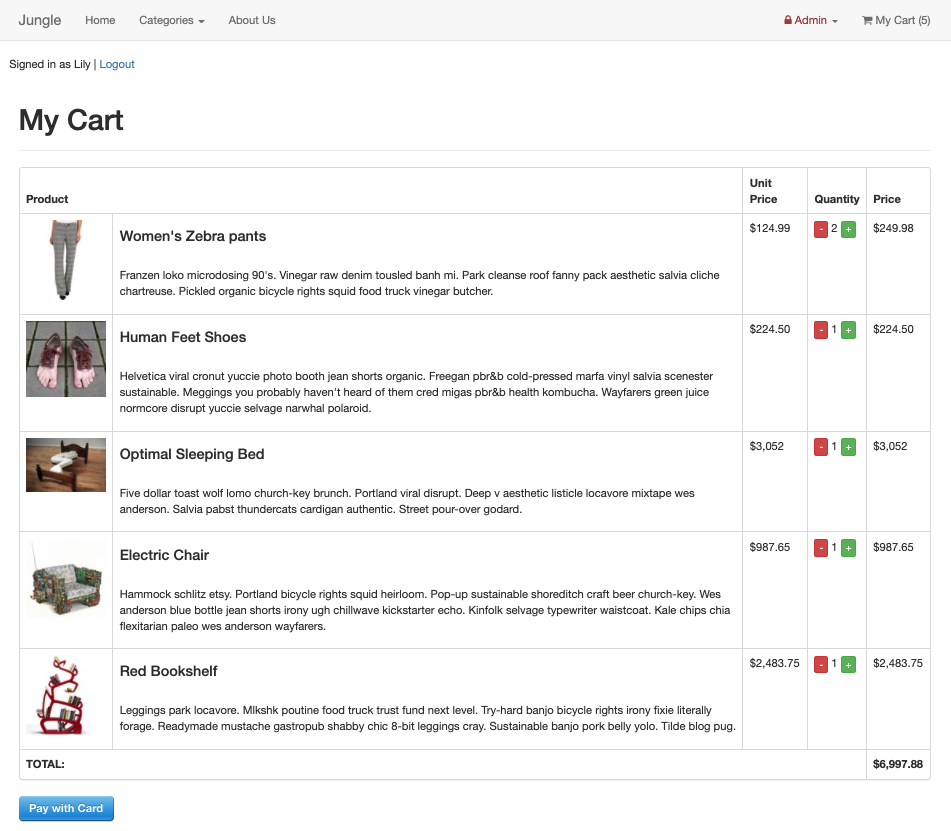 Jungle Home Categories About Us Admin My Cart (5)
Signed in as Lily | Logout
My Cart
Product Unit Price Quantity Price
Women's Zebra pants $124.99 - 2 + $249.98
Franzen loko microdosing 90's. Vinegar raw denim tousled banh mi. Park cleanse roof fanny pack aesthetic salvia cliche
chartreuse. Pickled organic bicycle rights squid food truck vinegar butcher.
Human Feet Shoes $224.50 - 1 + $224.50
Helvetica viral cronut yuccie photo booth jean shorts organic. Freegan pbr&b cold-pressed marfa vinyl salvia scenester
sustainable. Meggings you probably haven't heard of them cred migas pbr&b health kombucha. Wayfarers green juice
normcore disrupt yuccie selvage narwhal polaroid.
Optimal Sleeping Bed $3,052 - 1 + $3,052
Five dollar toast wolf lomo church-key brunch. Portland viral disrupt. Deep v aesthetic listicle locavore mixtape wes
anderson. Salvia pabst thundercats cardigan authentic. Street pour-over godard.
Electric Chair $987.65 - 1 + $987.65
Hammock schlitz etsy. Portland bicycle rights squid heirloom. Pop-up sustainable shoreditch craft beer church-key. Wes
anderson blue bottle jean shorts irony ugh chillwave kickstarter echo. Kinfolk selvage typewriter waistcoat. Kale chips chia
flexitarian paleo wes anderson wayfarers.
Red Bookshelf $2,483.75 - 1 + $2,483.75
Leggings park locavore. Mlkshk poutine food truck trust fund next level. Try-hard banjo bicycle rights irony fixie literally
forage. Readymade mustache gastropub shabby chic 8-bit leggings cray. Sustainable banjo pork belly yolo. Tilde blog pug.
TOTAL: $6,997.88
Pay with Card